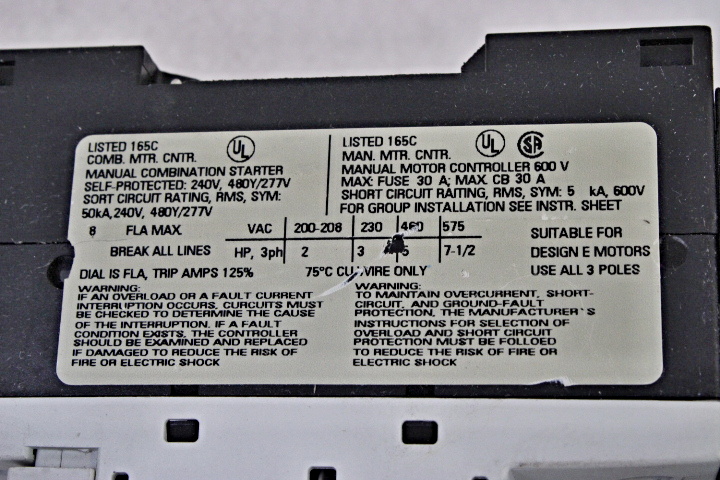 LISTED 165C
COMB. MTR. CNTR.
UL
MANUAL COMBINATION STARTER
SELF-PROTECTED: 240V, 480Y/277V
SORT CIRCUIT RATING, RMS, SYM:
50kA,240V, 480Y/277V
LISTED 165C
MAN. MTR. CNTR.
UL SA
MANUAL MOTOR CONTROLLER 600 V
MAX: FUSE 30 A; MAX. CB 30 A
SHORT CIRCUIT RAITING, RMS, SYM: 5 kA, 600V
FOR GROUP INSTALLATION SEE INSTR. SHEET
8 FLA MAX. VAC 200-208 230 460 575 SUITABLE FOR
BREAK ALL LINES HP, 3ph 2 3 5 7-1/2 DESIGN E MOTORS
DIAL IS FLA, TRIP AMPS 125% 75°C CU WIRE ONLY USE ALL 3 POLES
WARNING:
IF AN OVERLOAD OR A FAULT CURRENT
INTERRUPTION OCCURS, CURCUITS MUST
BE CHECKED TO DETERMINE THE CAUSE
OF THE INTERRUPTION. IF A FAULT
CONDITION EXISTS, THE CONTROLLER
SHOULD BE EXAMINED AND REPLACED
IF DAMAGED TO REDUCE THE RISK OF
FIRE OR ELECTRIC SHOCK
WARNING:
TO MAINTAIN OVERCURRENT, SHORT-
CIRCUIT, AND GROUND-FAULT
PROTECTION, THE MANUFACTURER`S
INSTRUCTIONS FOR SELECTION OF
OVERLOAD AND SHORT CIRCUIT
PROTECTION MUST BE FOLLOED
TO REDUCE THE RISK OF FIRE OR
ELECTRIC SHOCK